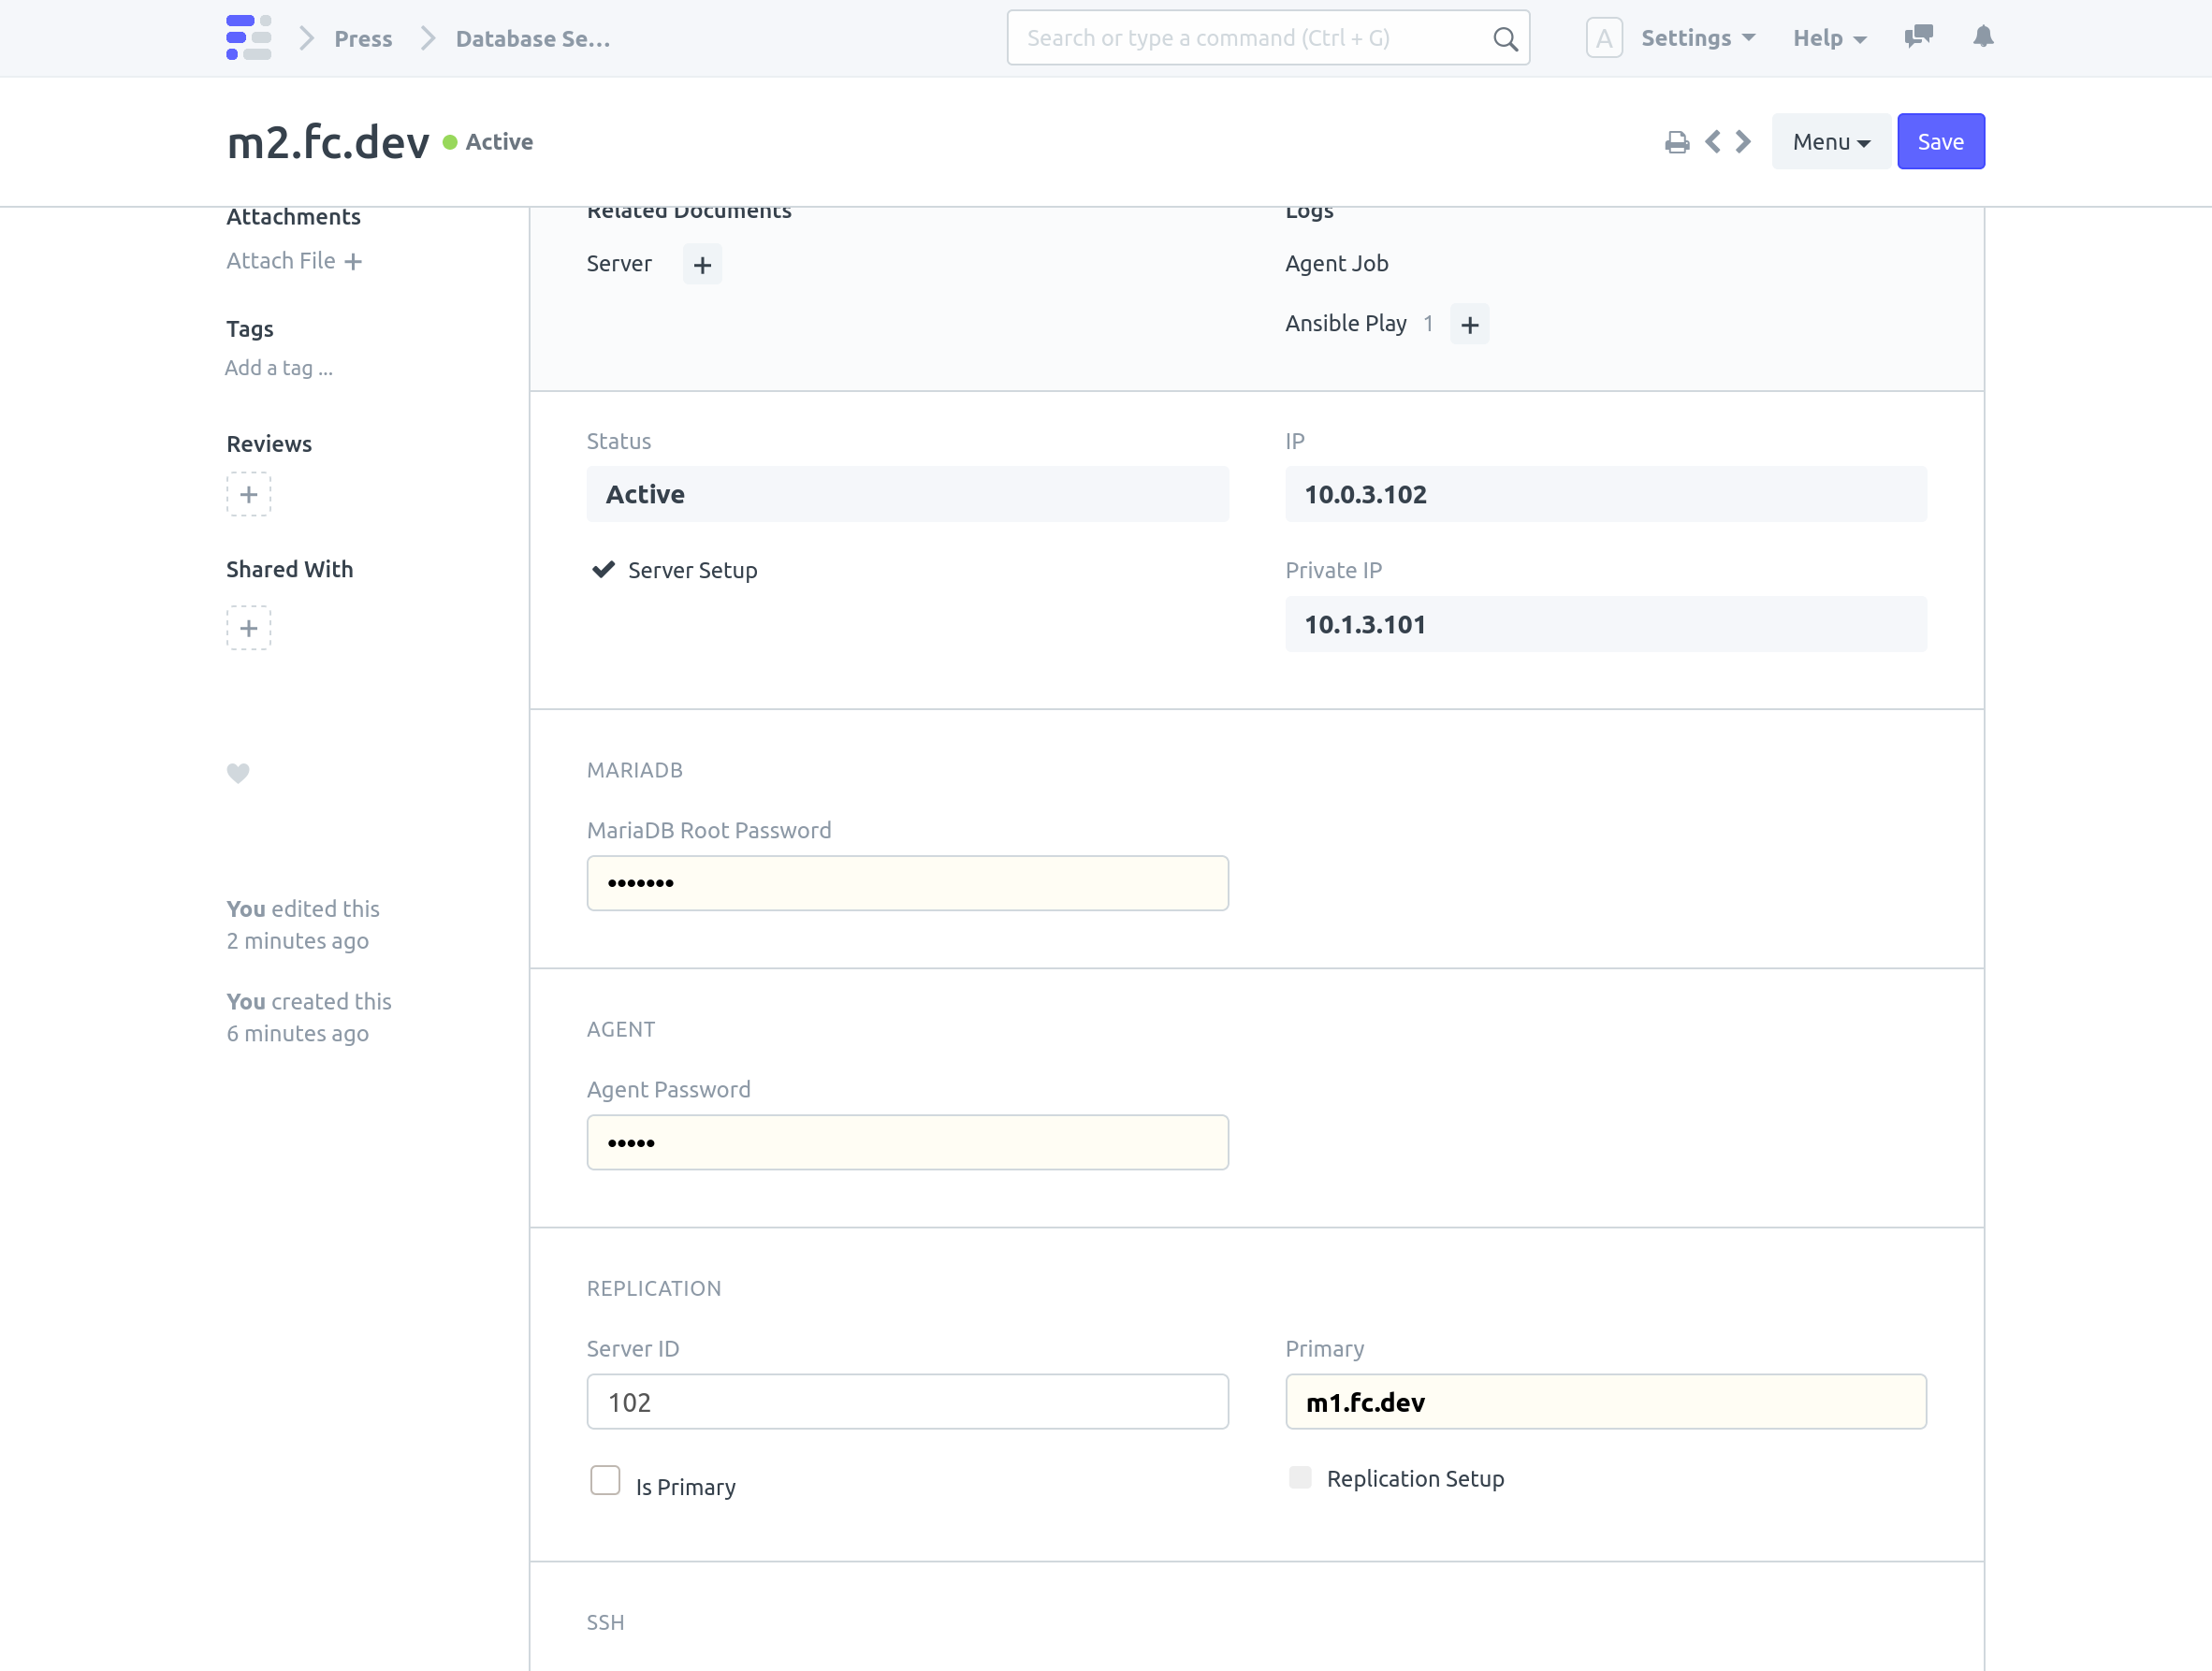 Press
Database Se...
Search or type a command (Ctrl + G)
A
Settings
Help
m2.fc.dev
Active
Menu
Save
Attachments
Attach File
Tags
Add a tag ...
Reviews
Shared With
You edited this
2 minutes ago
You created this
6 minutes ago
Related Documents
Logs
Server
Agent Job
Ansible Play 1
Status
Active
Server Setup
IP
10.0.3.102
Private IP
10.1.3.101
MARIADB
MariaDB Root Password
•••••••
AGENT
Agent Password
•••••
REPLICATION
Server ID
102
Is Primary
Primary
m1.fc.dev
Replication Setup
SSH